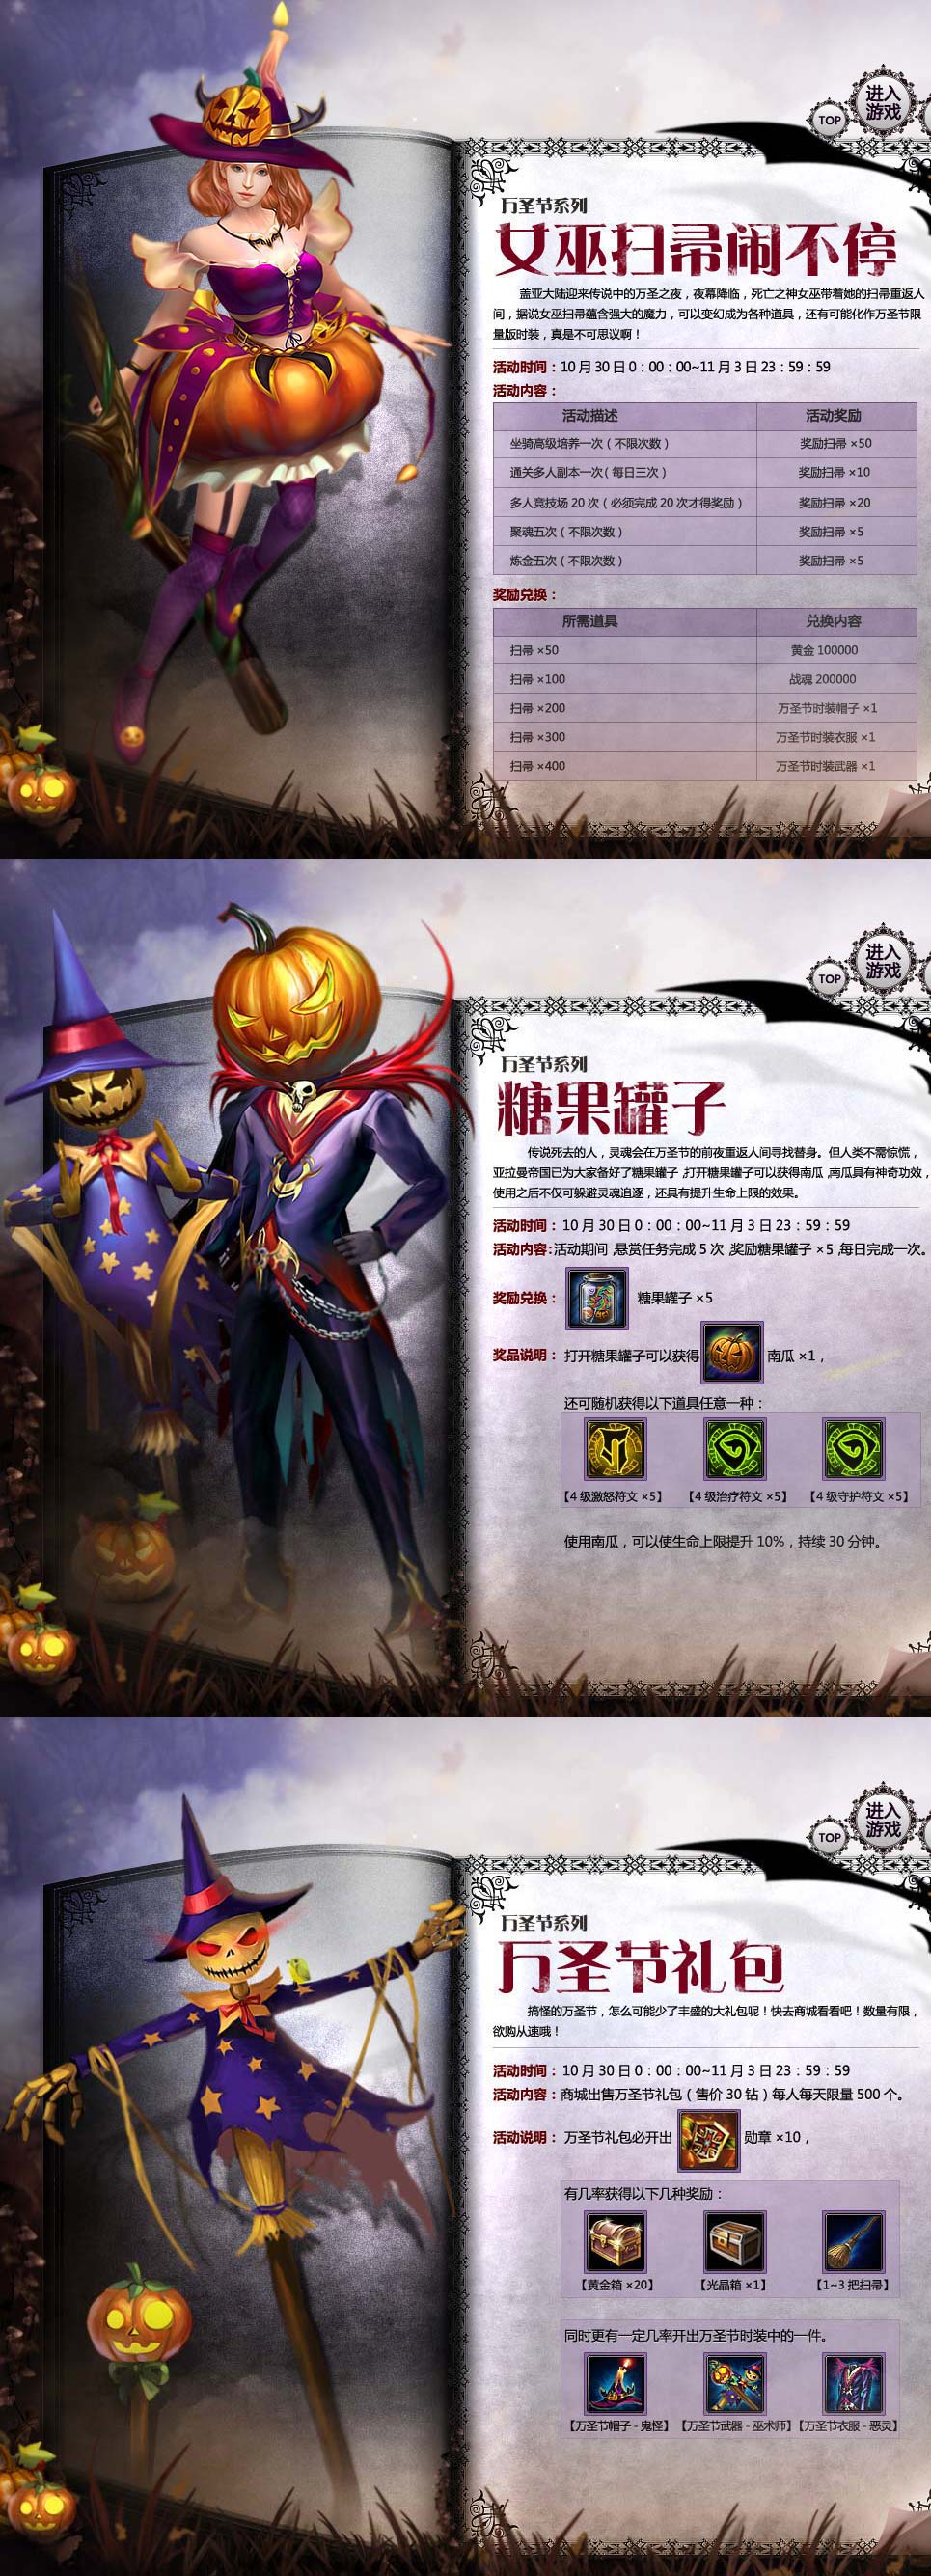 进入
游戏
TOP
万圣节系列
女巫扫帚闹不停
盖亚大陆迎来传说中的万圣之夜，夜幕降临，死亡之神女巫带着她的扫帚重返人
间，据说女巫扫帚蕴含强大的魔力，可以变幻成为各种道具，还有可能化作万圣节限
量版时装，真是不可思议啊！
活动时间：10 月 30 日 0：00：00~11 月 3 日 23：59：59
活动内容：
活动描述 活动奖励
坐骑高级培养一次（不限次数） 奖励扫帚 ×50
通关多人副本一次（每日三次） 奖励扫帚 ×10
多人竞技场 20 次（必须完成 20 次才得奖励） 奖励扫帚 ×20
聚魂五次（不限次数） 奖励扫帚 ×5
炼金五次（不限次数） 奖励扫帚 ×5
奖励兑换：
所需道具 兑换内容
扫帚 ×50 黄金 100000
扫帚 ×100 战魂 200000
扫帚 ×200 万圣节时装帽子 ×1
扫帚 ×300 万圣节时装衣服 ×1
扫帚 ×400 万圣节时装武器 ×1
进入
游戏
TOP
万圣节系列
糖果罐子
传说死去的人，灵魂会在万圣节的前夜重返人间寻找替身。但人类不需惊慌，
亚拉曼帝国已为大家备好了糖果罐子，打开糖果罐子可以获得南瓜，南瓜具有神奇功效，
使用之后不仅可躲避灵魂追逐，还具有提升生命上限的效果。
活动时间：10 月 30 日 0：00：00~11 月 3 日 23：59：59
活动内容：活动期间，悬赏任务完成 5 次，奖励糖果罐子 ×5，每日完成一次。
奖励兑换： 糖果罐子 ×5
奖品说明：打开糖果罐子可以获得 南瓜 ×1，
还可随机获得以下道具任意一种：
【4 级激怒符文 ×5】 【4 级治疗符文 ×5】 【4 级守护符文 ×5】
使用南瓜，可以使生命上限提升 10%，持续 30 分钟。
进入
游戏
TOP
万圣节系列
万圣节礼包
搞怪的万圣节，怎么可能少了丰盛的大礼包呢！快去商城看看吧！数量有限，
欲购从速哦！
活动时间：10 月 30 日 0：00：00~11 月 3 日 23：59：59
活动内容：商城出售万圣节礼包（售价 30 钻）每人每天限量 500 个。
活动说明：万圣节礼包必开出 勋章 ×10，
有几率获得以下几种奖励：
【黄金箱 ×20】 【光晶箱 ×1】 【1~3 把扫帚】
同时更有一定几率开出万圣节时装中的一件。
【万圣节帽子 - 鬼怪】 【万圣节武器 - 巫术师】 【万圣节衣服 - 恶灵】